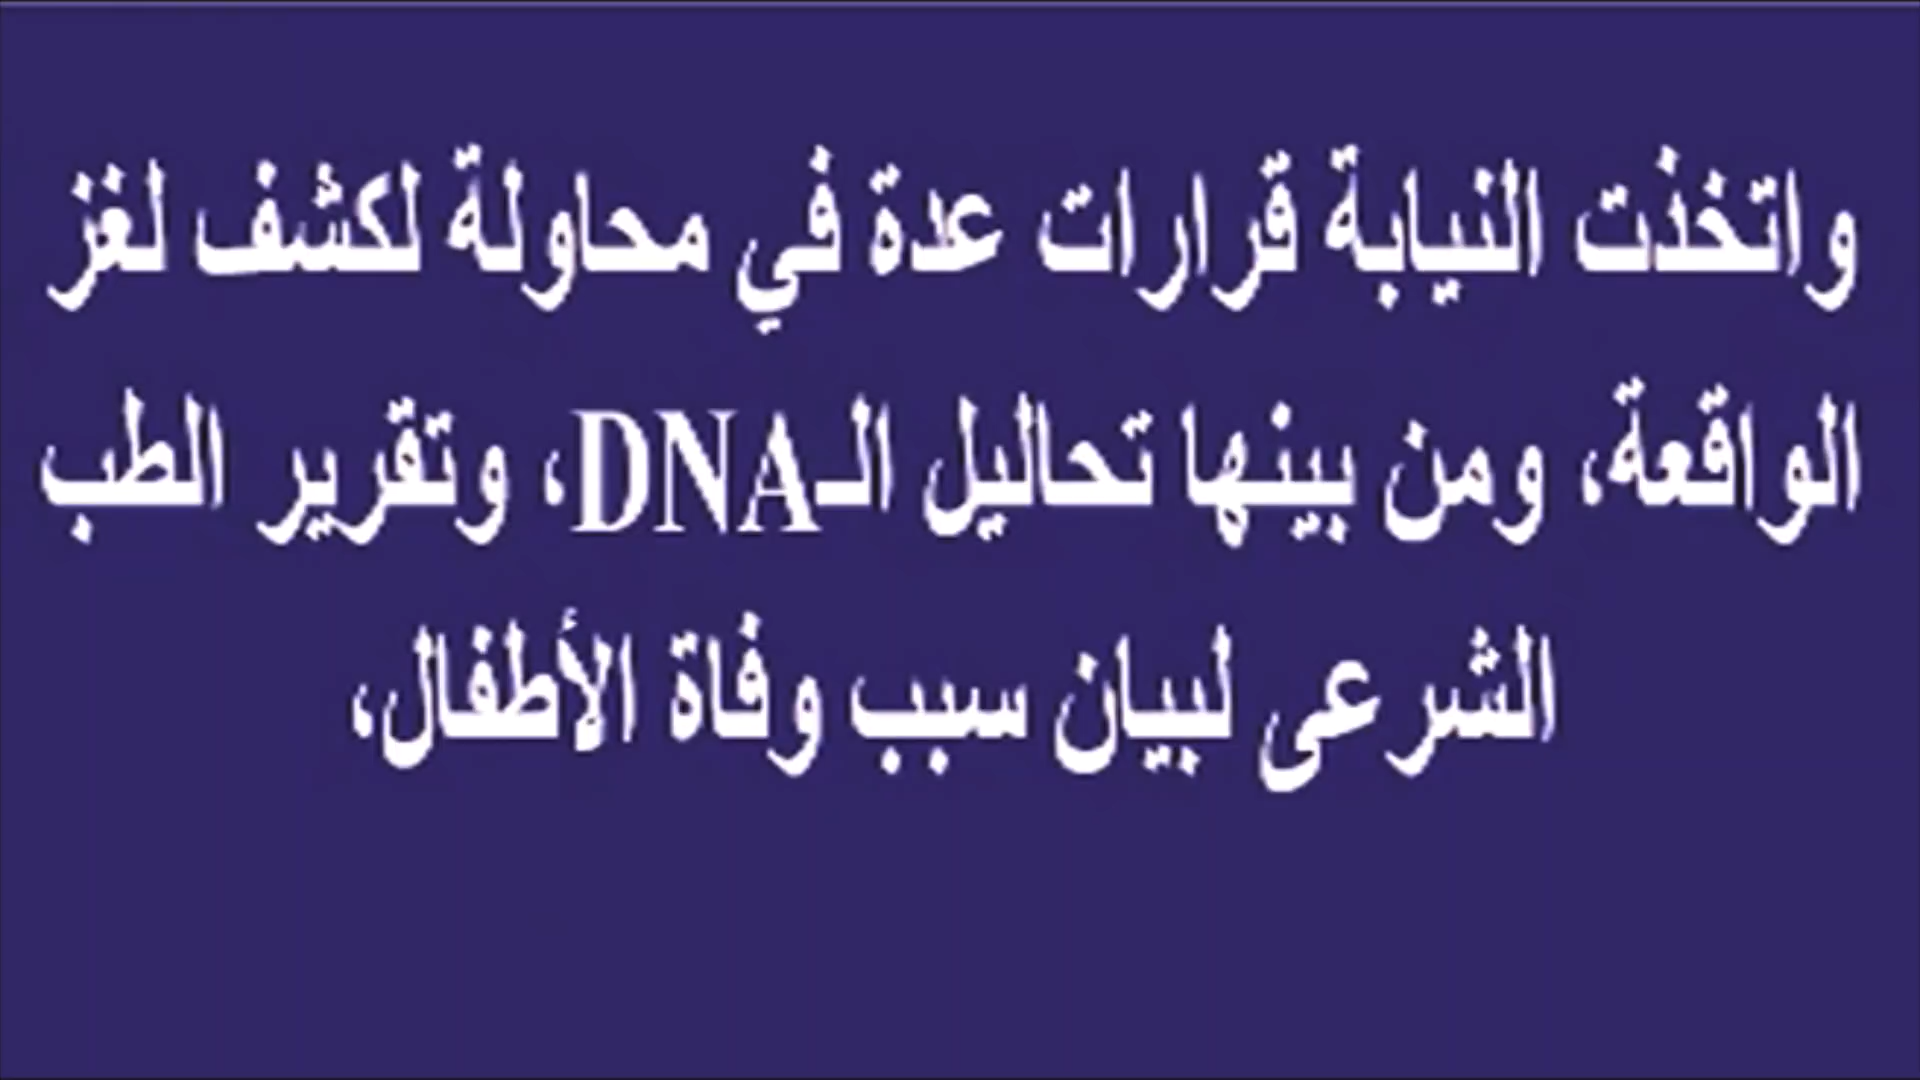 واتخذت النيابة قرارات عدة في محاولة لكشف لغز
الواقعة، ومن بينها تحاليل الـDNA، وتقرير الطب
الشرعى لبيان سبب وفاة الأطفال،